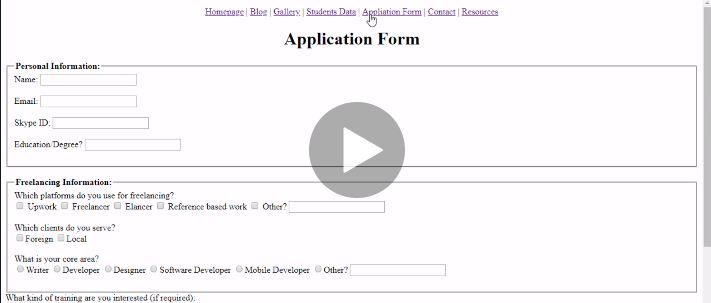 Homepage | Blog | Gallery | Students Data | Appliation Form | Contact | Resources
Application Form
Personal Information:
Name:
Email:
Skype ID:
Education/Degree?
Freelancing Information:
Which platforms do you use for freelancing?
Upwork Freelancer Elancer Reference based work Other?
Which clients do you serve?
Foreign Local
What is your core area?
Writer Developer Designer Software Developer Mobile Developer Other?
What kind of training are you interested (if required):